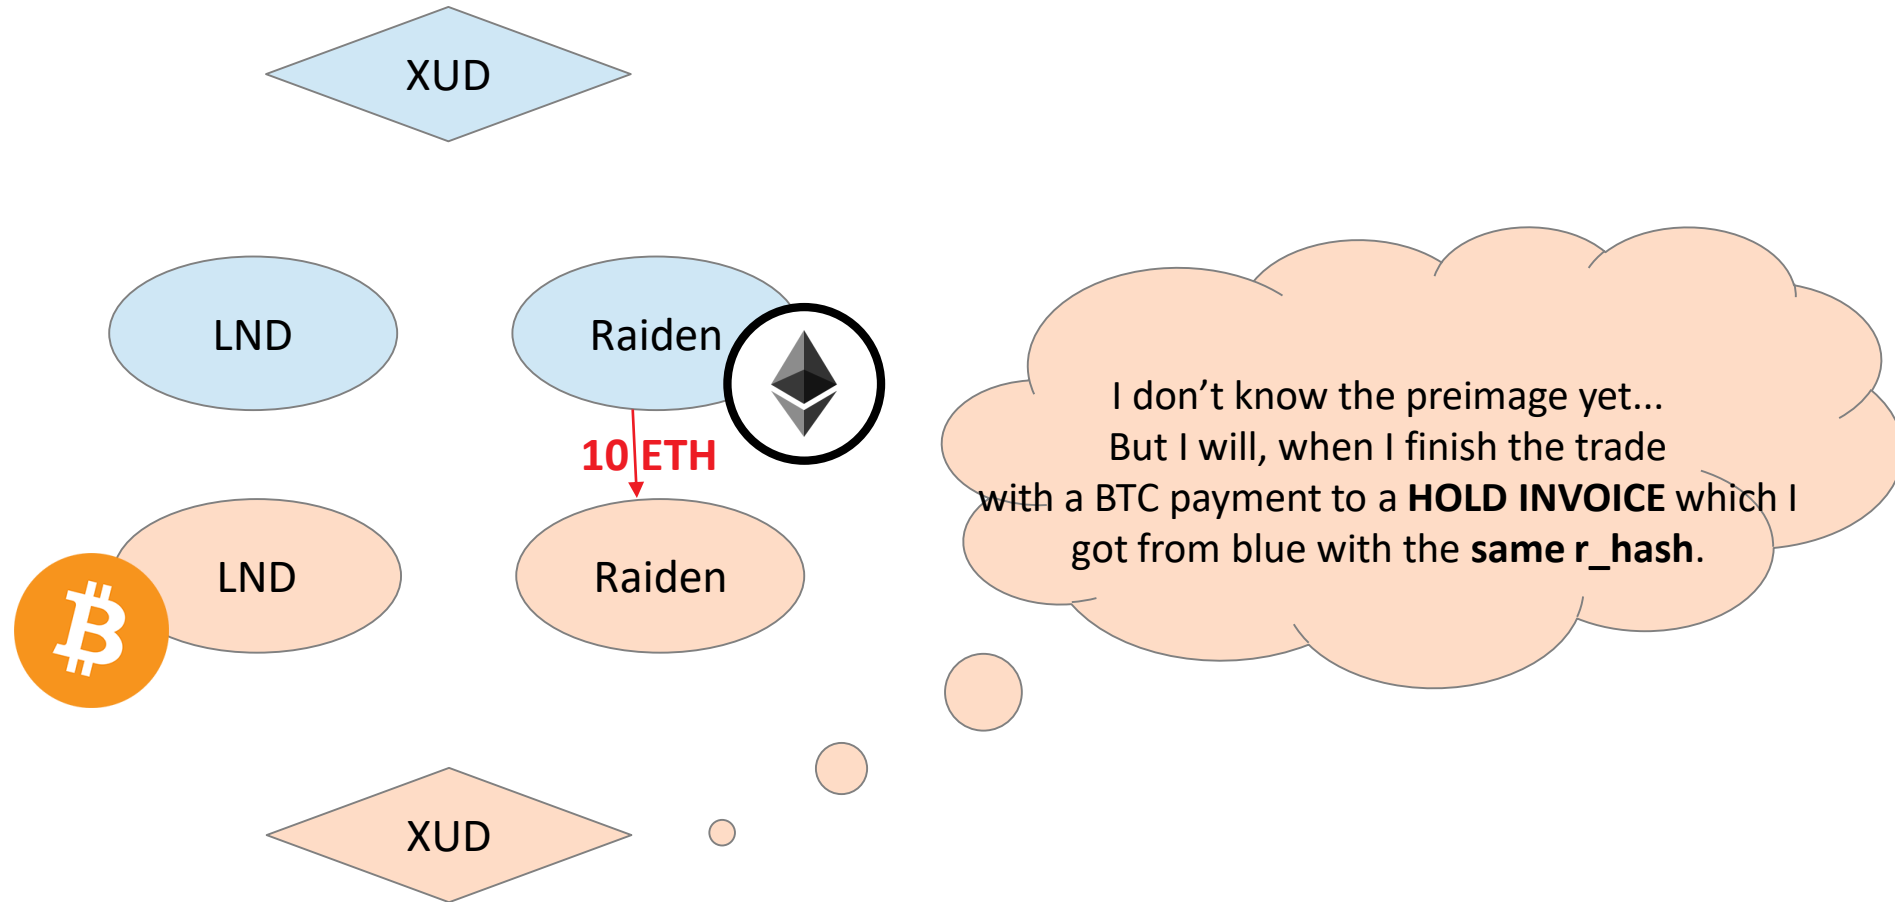 XUD
LND
Raiden
10 ETH
LND
Raiden
XUD
I don’t know the preimage yet...
But I will, when I finish the trade
with a BTC payment to a HOLD INVOICE which I
got from blue with the same r_hash.